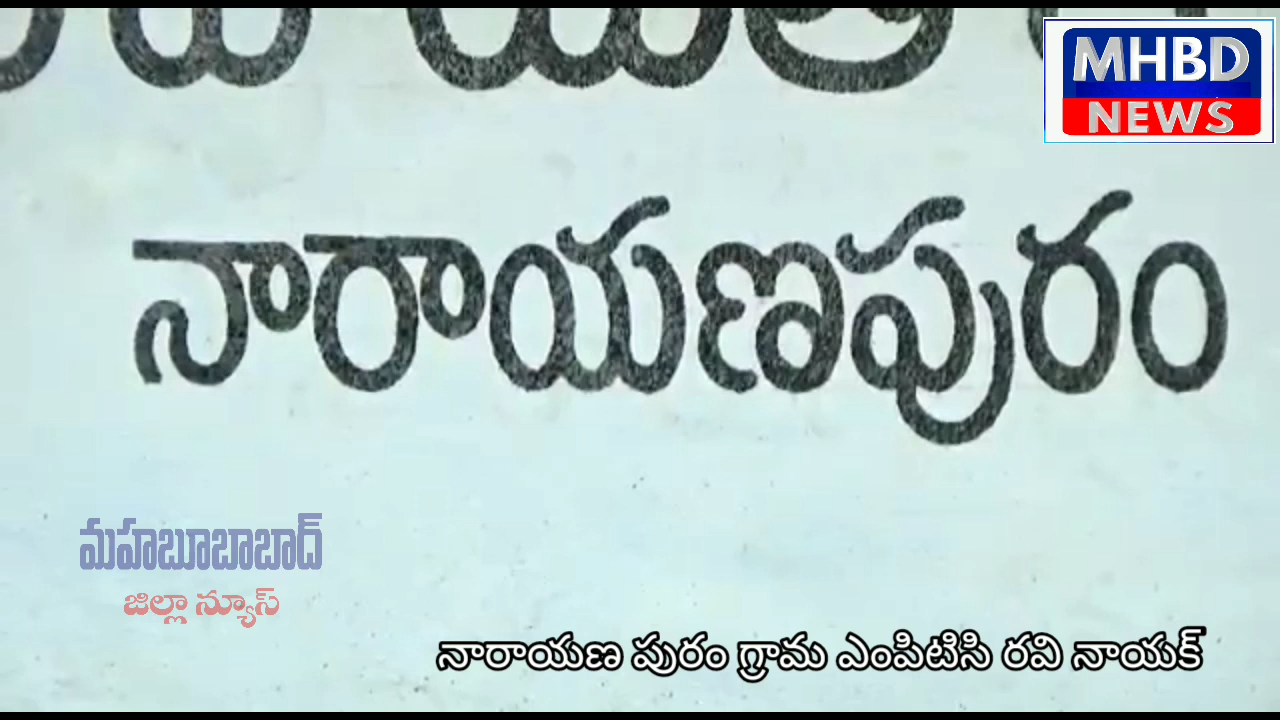 MHBD
NEWS
నారాయణపురం
మహబూబాబాద్
జిల్లా న్యూస్
నారాయణ పురం గ్రామ ఎంపిటిసి రవి నాయక్